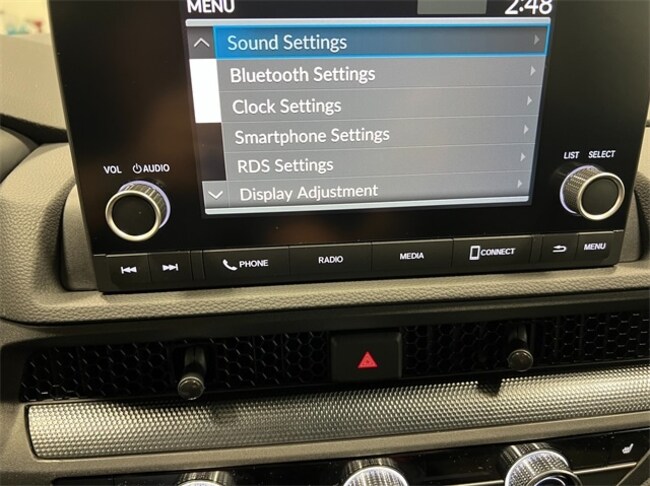 MENU 2:48
Sound Settings
Bluetooth Settings
Clock Settings
Smartphone Settings
RDS Settings
Display Adjustment
VOL AUDIO
LIST SELECT
PHONE RADIO MEDIA CONNECT MENU